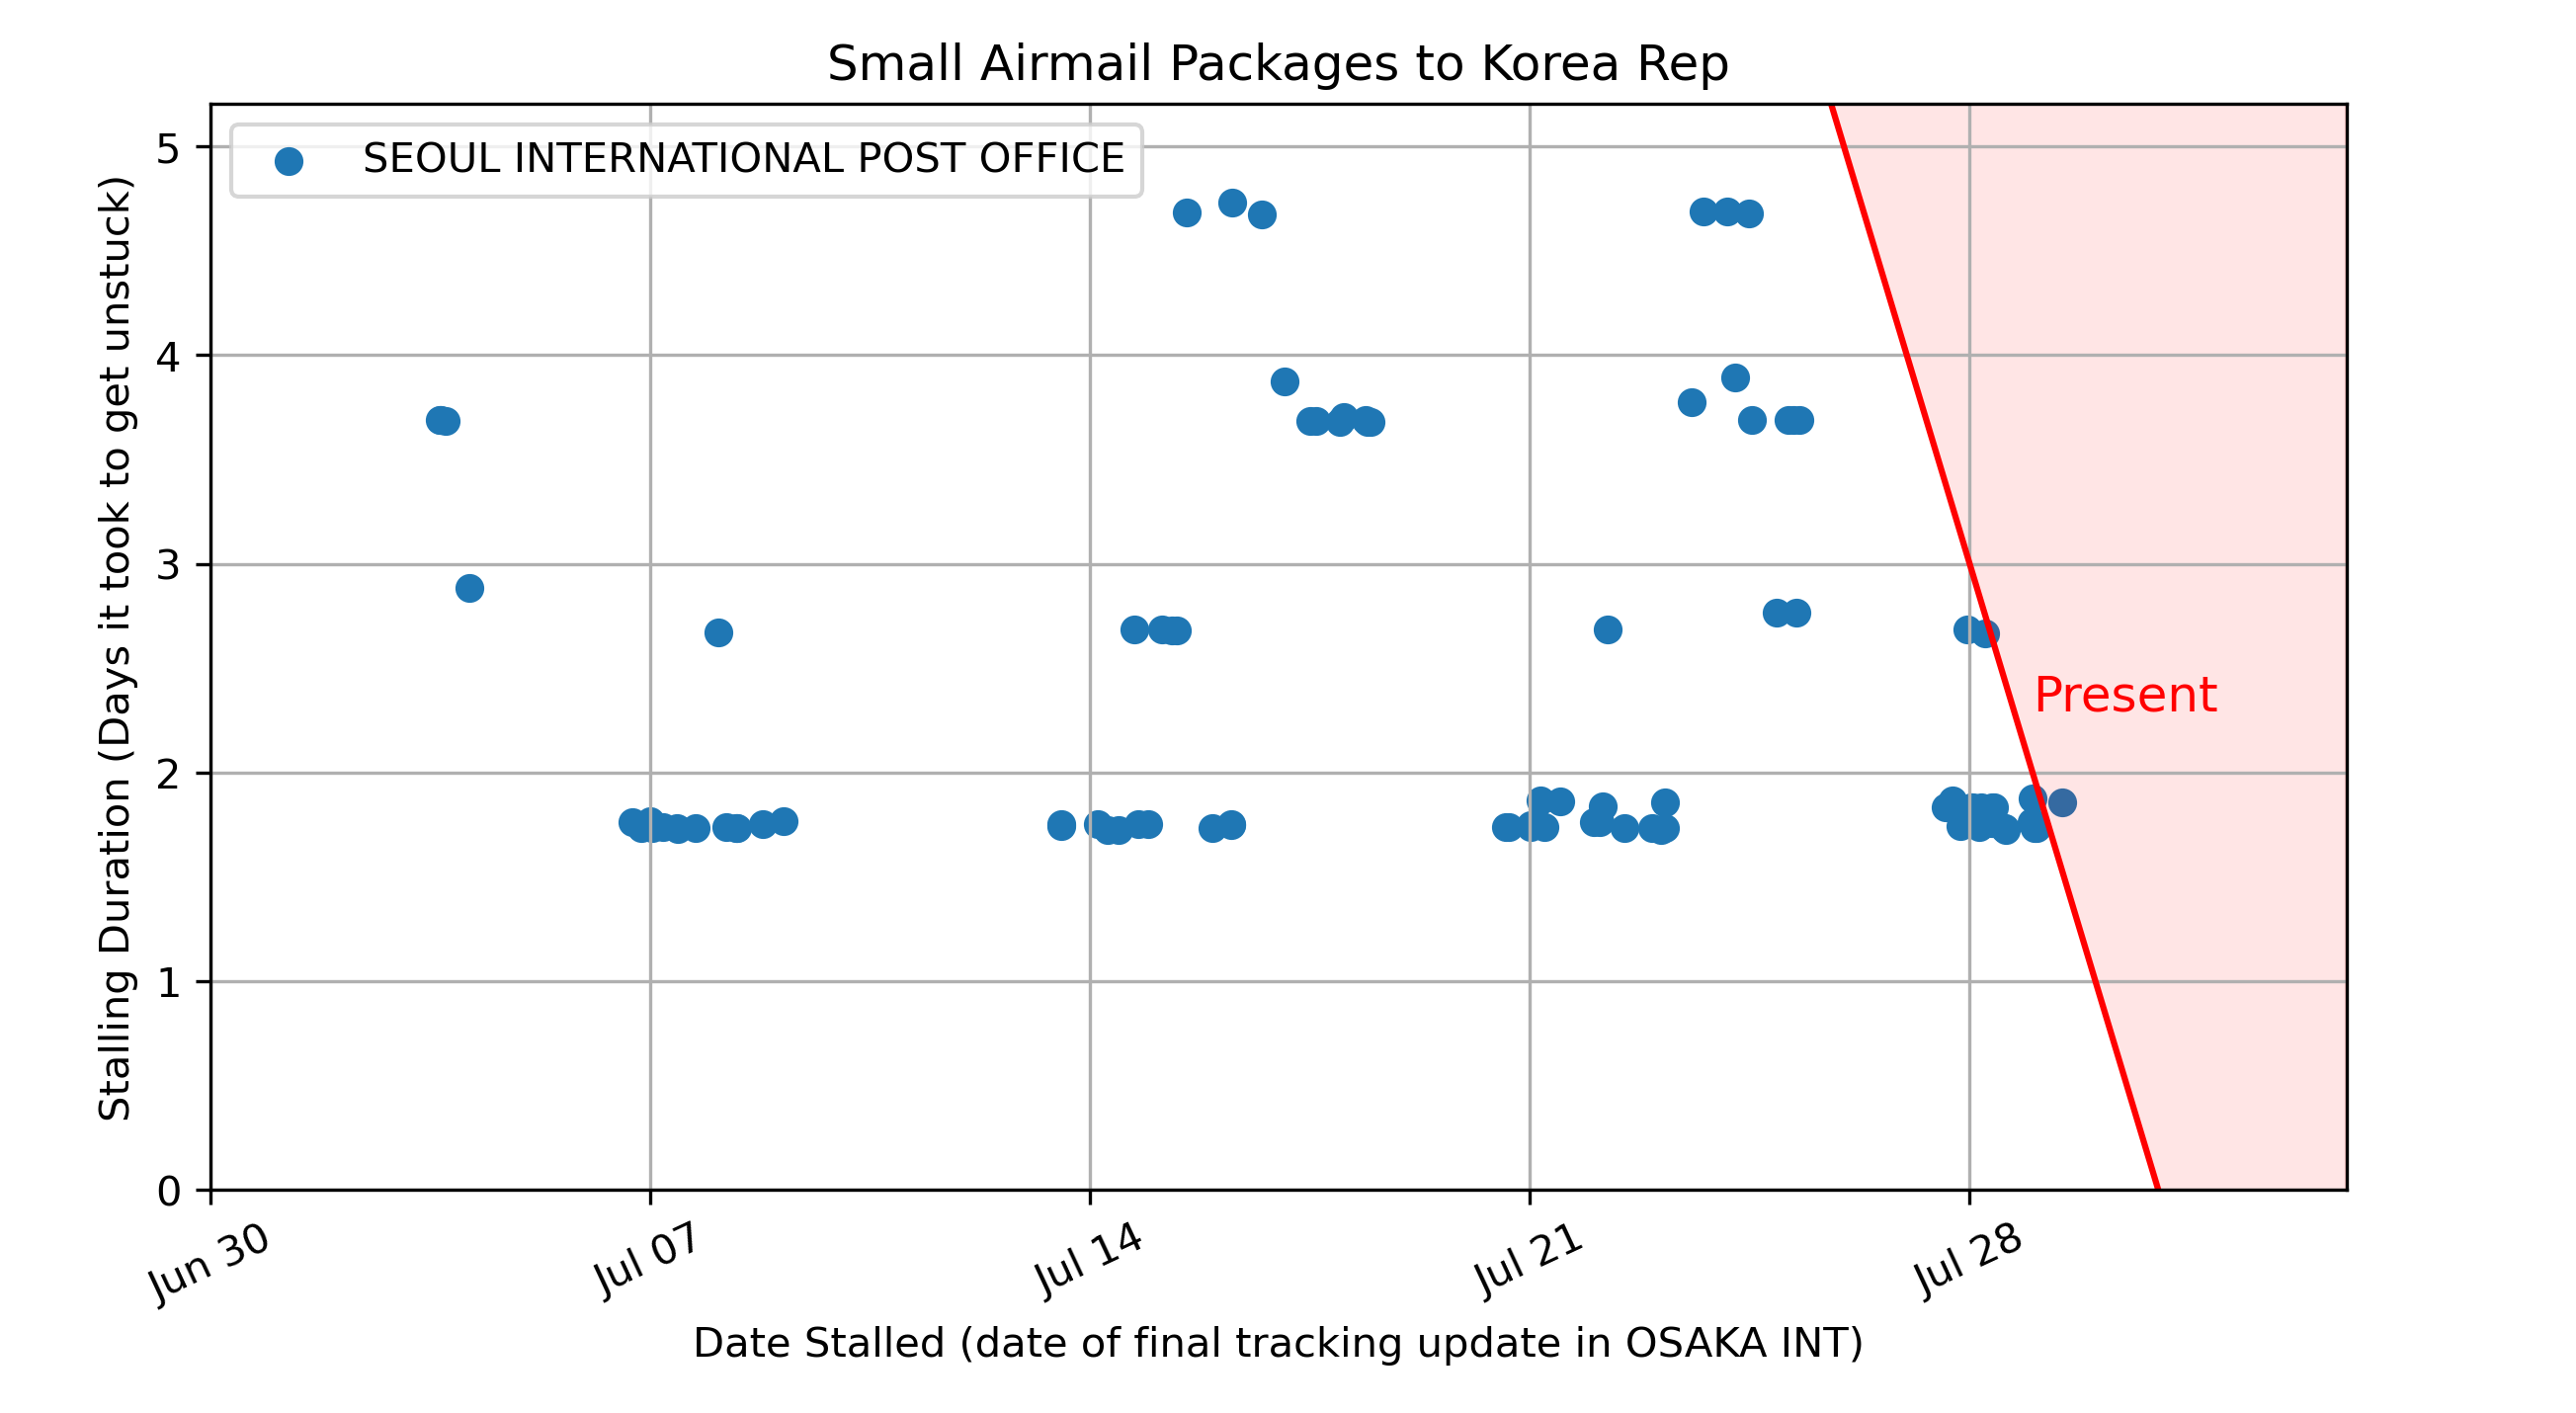 Small Airmail Packages to Korea Rep
SEOUL INTERNATIONAL POST OFFICE
Stalling Duration (Days it took to get unstuck)
5
4
3
2
1
0
Present
Jun 30
Jul 07
Jul 14
Jul 21
Jul 28
Date Stalled (date of final tracking update in OSAKA INT)